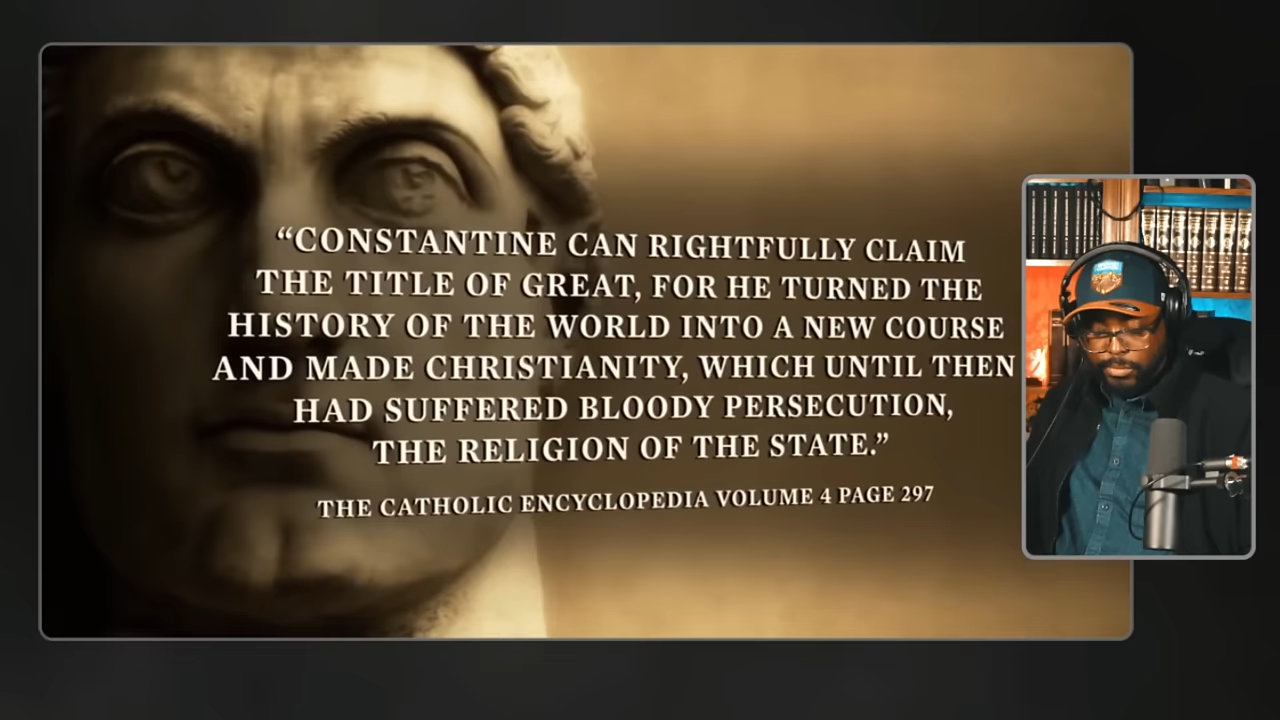 “CONSTANTINE CAN RIGHTFULLY CLAIM
THE TITLE OF GREAT, FOR HE TURNED THE
HISTORY OF THE WORLD INTO A NEW COURSE
AND MADE CHRISTIANITY, WHICH UNTIL THEN
HAD SUFFERED BLOODY PERSECUTION,
THE RELIGION OF THE STATE.”
THE CATHOLIC ENCYCLOPEDIA VOLUME 4 PAGE 297